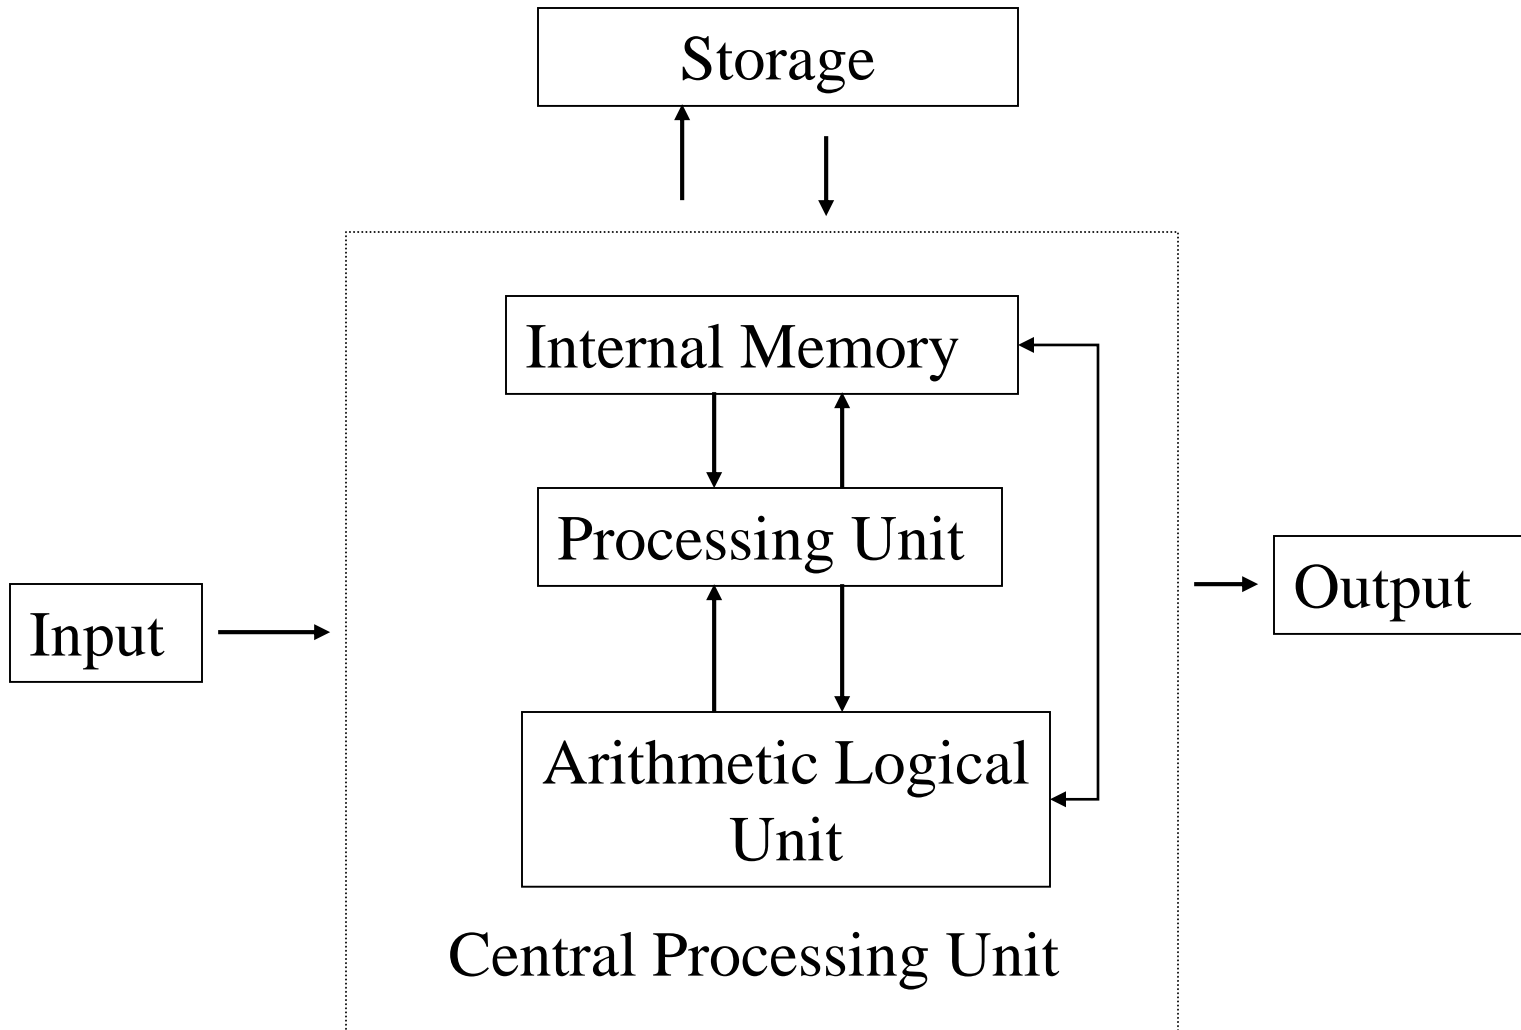 Storage
Internal Memory
Processing Unit
Input
Output
Arithmetic Logical
Unit
Central Processing Unit